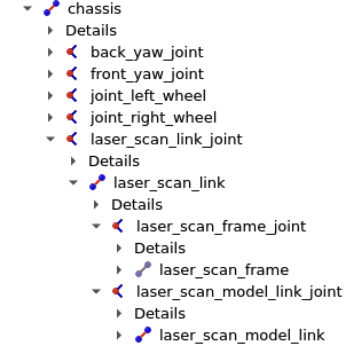 chassis
Details
back_yaw_joint
front_yaw_joint
joint_left_wheel
joint_right_wheel
laser_scan_link_joint
Details
laser_scan_link
Details
laser_scan_frame_joint
Details
laser_scan_frame
laser_scan_model_link_joint
Details
laser_scan_model_link